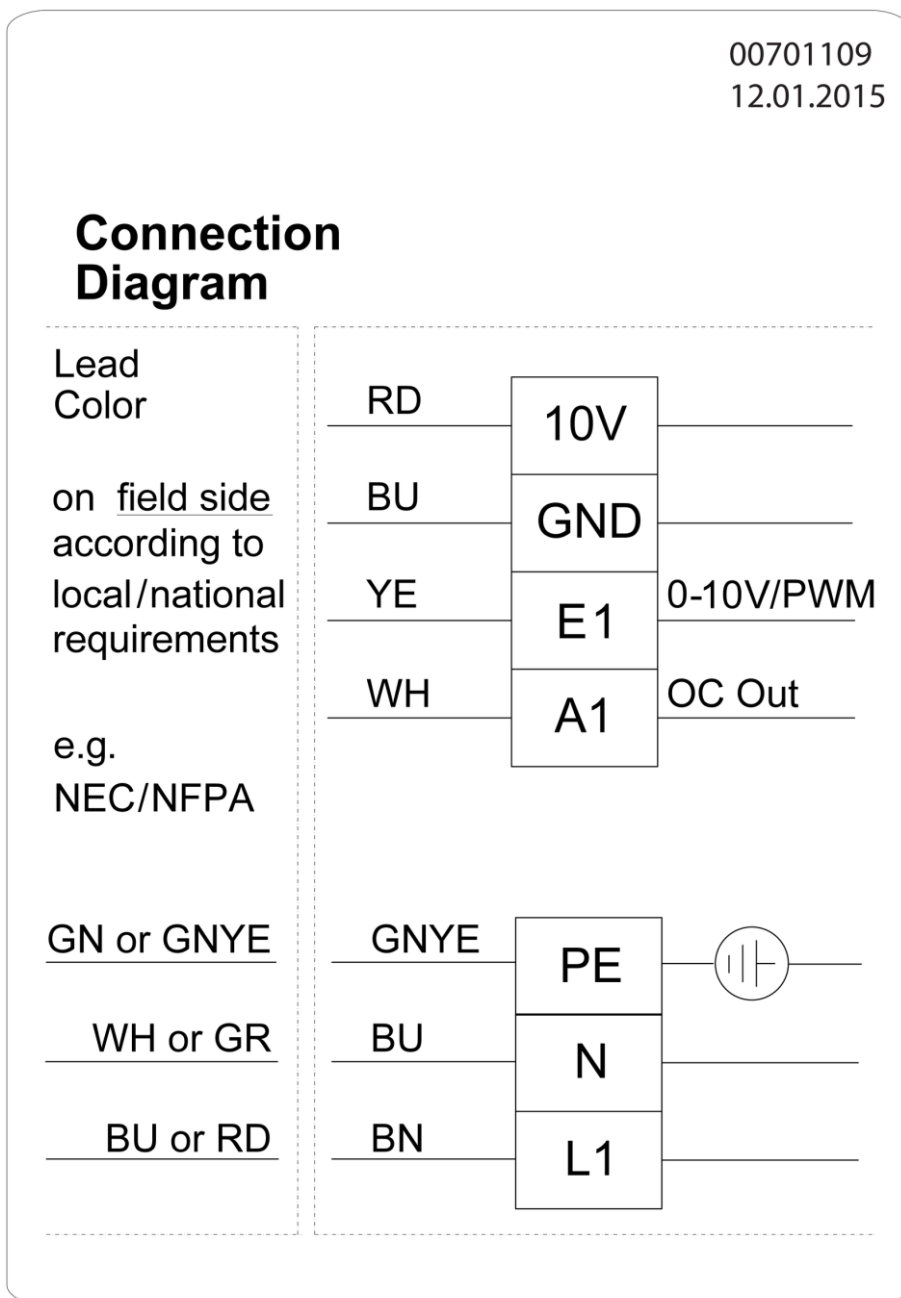 00701109
12.01.2015
Connection
Diagram
Lead
Color
on field side
according to
local/national
requirements
e.g.
NEC/NFPA
GN or GNYE
WH or GR
BU or RD
RD
10V
BU
GND
YE
E1
0-10V/PWM
WH
A1
OC Out
GNYE
PE
BU
N
BN
L1